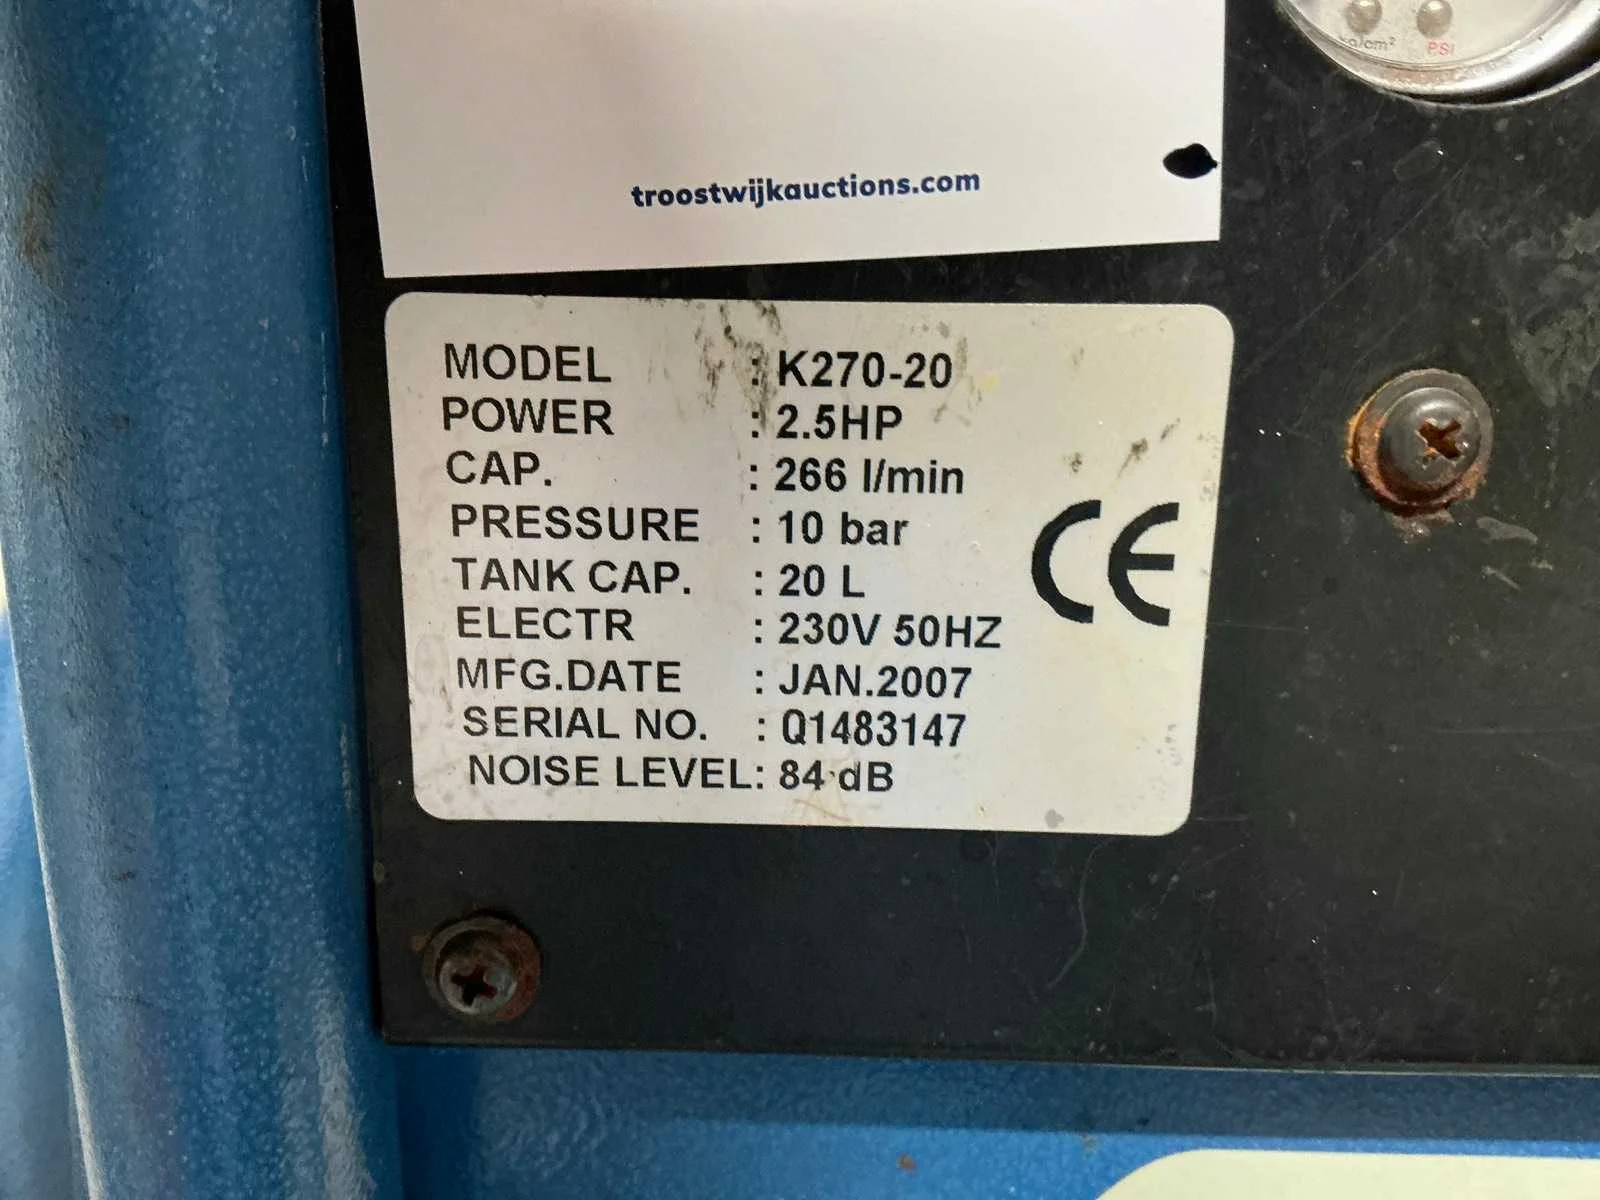 PSI
troostwijkauctions.com
MODEL : K270-20
POWER : 2.5HP
CAP. : 266 l/min
PRESSURE : 10 bar
TANK CAP. : 20 L
ELECTR : 230V 50HZ
MFG.DATE : JAN.2007
SERIAL NO. : Q1483147
NOISE LEVEL: 84 dB
CE